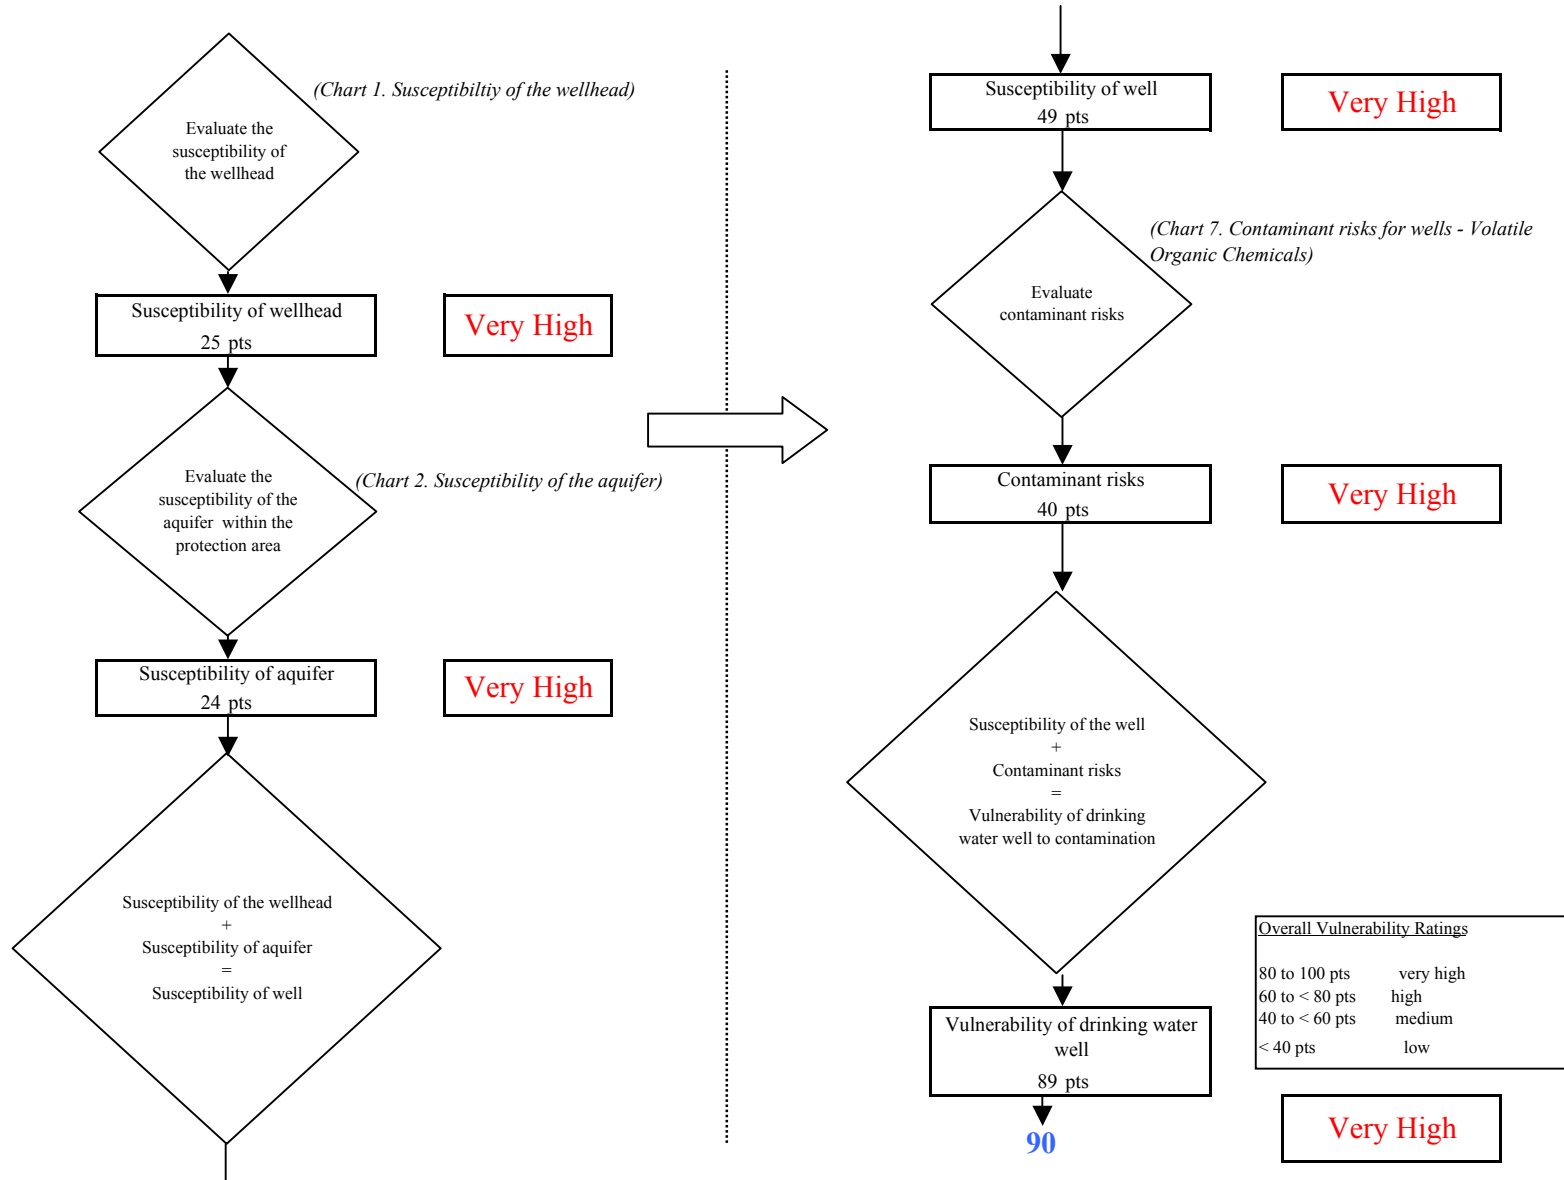 (Chart 1. Susceptibiltiy of the wellhead)
Evaluate the
susceptibility of
the wellhead
Susceptibility of wellhead
25 pts
Very High
Evaluate the
susceptibility of the
aquifer within the
protection area
(Chart 2. Susceptibility of the aquifer)
Susceptibility of aquifer
24 pts
Very High
Susceptibility of the wellhead
+
Susceptibility of aquifer
=
Susceptibility of well
Susceptibility of well
49 pts
Very High
(Chart 7. Contaminant risks for wells - Volatile
Organic Chemicals)
Evaluate
contaminant risks
Contaminant risks
40 pts
Very High
Susceptibility of the well
+
Contaminant risks
=
Vulnerability of drinking
water well to contamination
Overall Vulnerability Ratings
80 to 100 pts very high
60 to < 80 pts high
40 to < 60 pts medium
< 40 pts low
Vulnerability of drinking water
well
89 pts
90
Very High